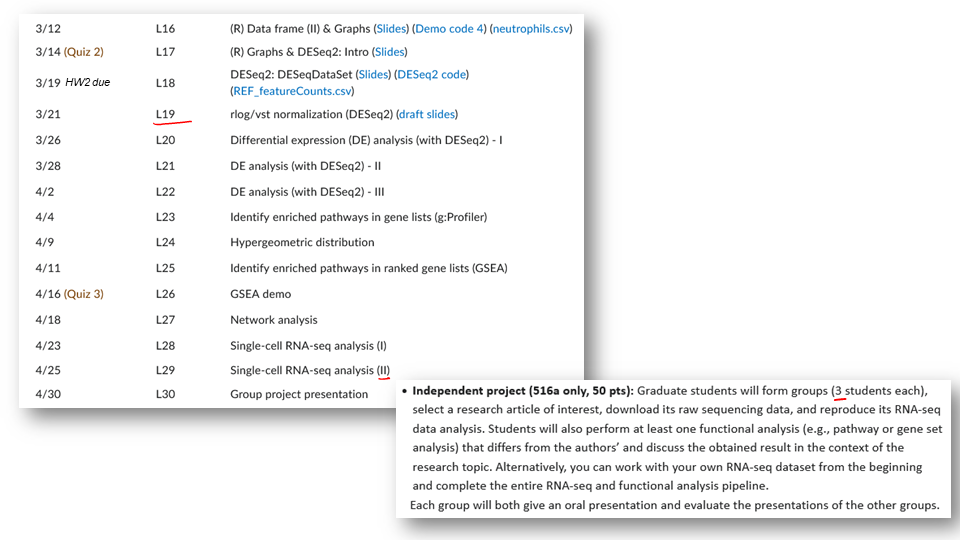 3/12 L16 (R) Data frame (II) & Graphs (Slides) (Demo code 4) (neutrophils.csv)
3/14 (Quiz 2) L17 (R) Graphs & DESeq2: Intro (Slides)
3/19 HW2 due L18 DESeq2: DESeqDataSet (Slides) (DESeq2 code)
(REF_featureCounts.csv)
3/21 L19 rlog/vst normalization (DESeq2) (draft slides)
3/26 L20 Differential expression (DE) analysis (with DESeq2) - I
3/28 L21 DE analysis (with DESeq2) - II
4/2 L22 DE analysis (with DESeq2) - III
4/4 L23 Identify enriched pathways in gene lists (g:Profiler)
4/9 L24 Hypergeometric distribution
4/11 L25 Identify enriched pathways in ranked gene lists (GSEA)
4/16 (Quiz 3) L26 GSEA demo
4/18 L27 Network analysis
4/23 L28 Single-cell RNA-seq analysis (I)
4/25 L29 Single-cell RNA-seq analysis (II)
4/30 L30 Group project presentation
• Independent project (516a only, 50 pts): Graduate students will form groups (3 students each),
select a research article of interest, download its raw sequencing data, and reproduce its RNA-seq
data analysis. Students will also perform at least one functional analysis (e.g., pathway or gene set
analysis) that differs from the authors' and discuss the obtained result in the context of the
research topic. Alternatively, you can work with your own RNA-seq dataset from the beginning
and complete the entire RNA-seq and functional analysis pipeline.
Each group will both give an oral presentation and evaluate the presentations of the other groups.